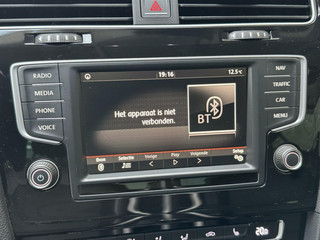 19:16
12.5°C
RADIO
MEDIA
PHONE
VOICE
NAV
TRAFFIC
CAR
MENU
Het apparaat is niet
verbonden.
BT
Bron
Selectie
Vorige
Play
Volgende
Setup